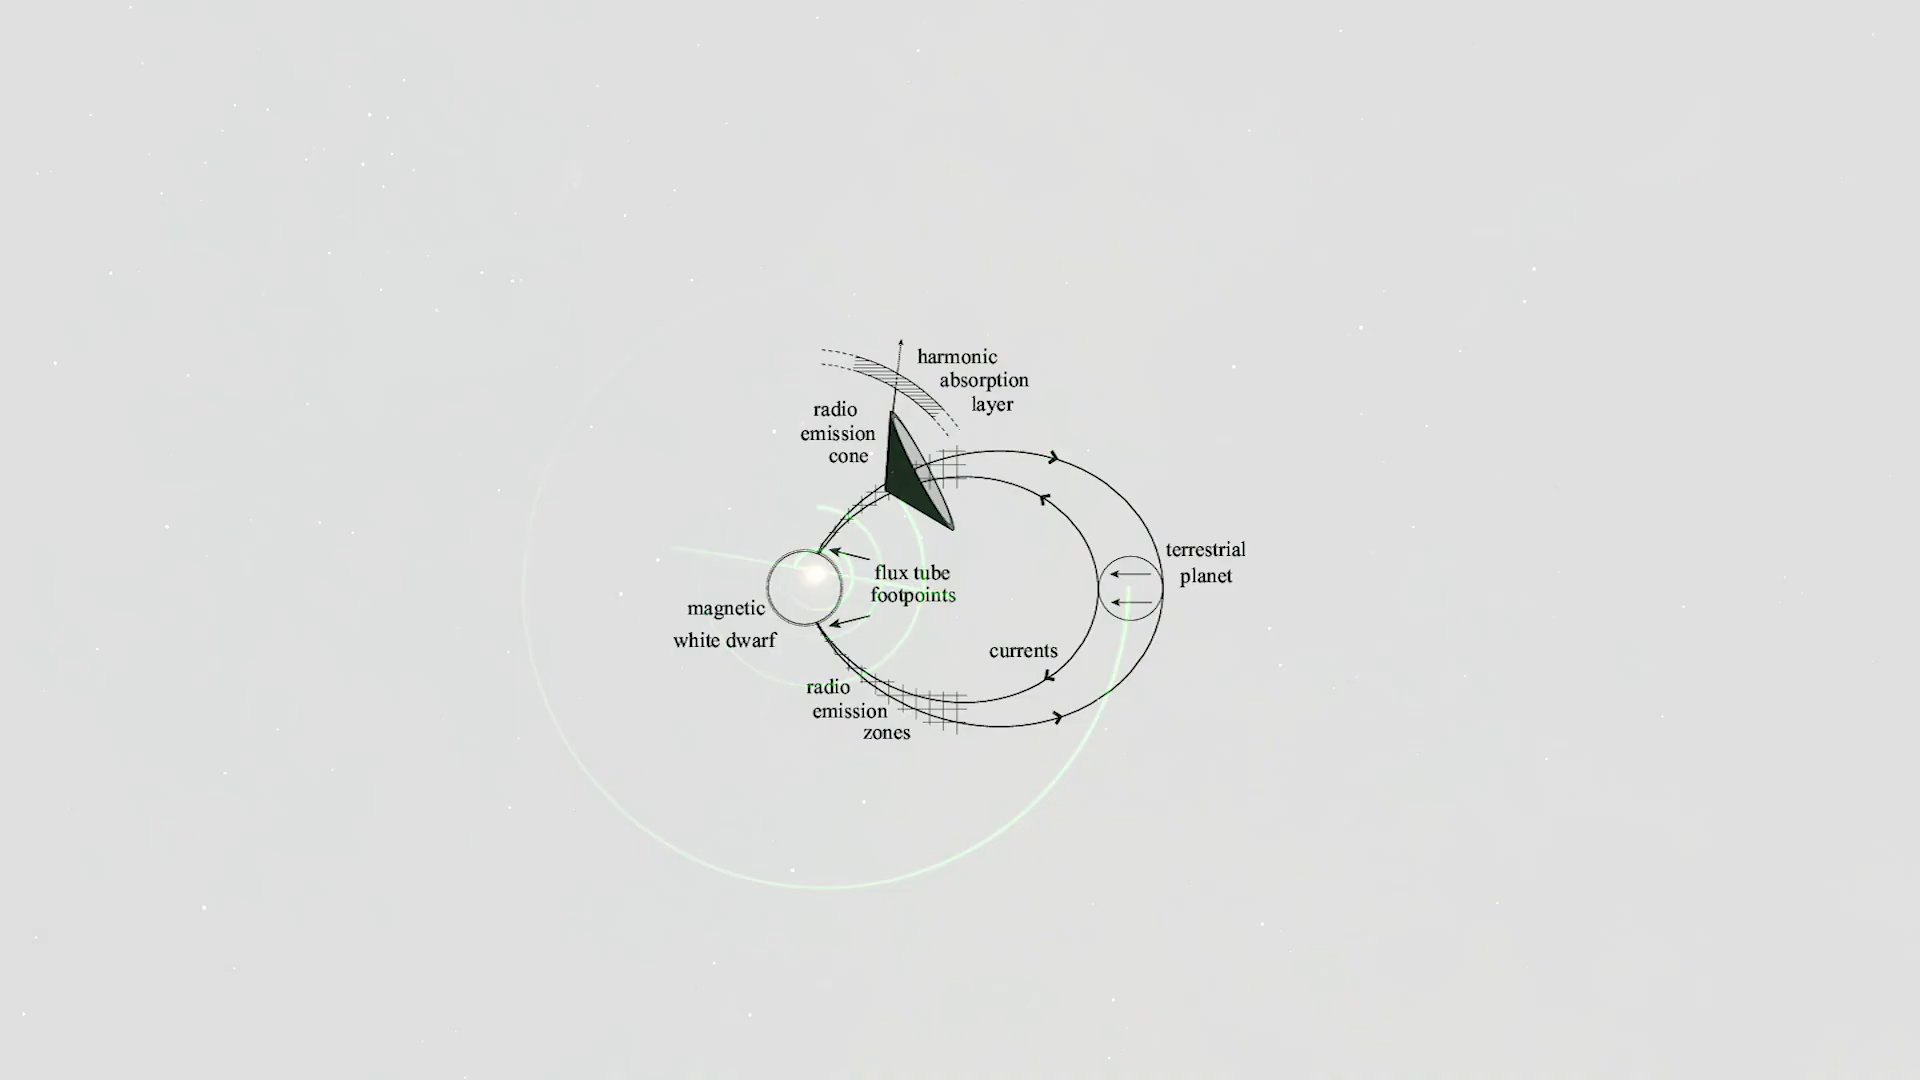 harmonic
absorption
layer
radio
emission
cone
terrestrial
planet
flux tube
footpoints
magnetic
white dwarf
currents
radio
emission
zones